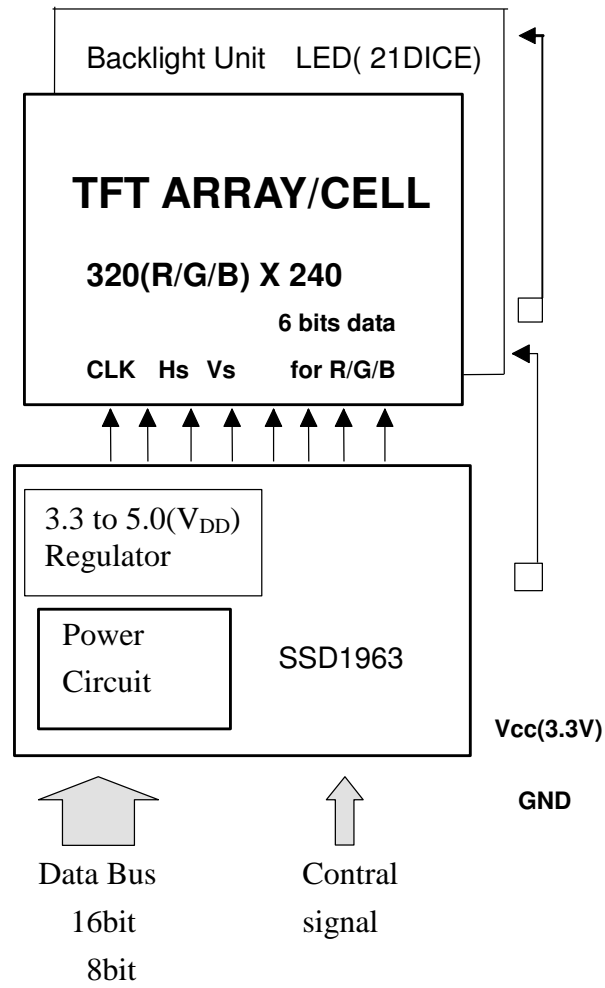 Backlight Unit LED( 21DICE)
TFT ARRAY/CELL
320(R/G/B) X 240
6 bits data
CLK Hs Vs for R/G/B
3.3 to 5.0(VDD)
Regulator
Power
Circuit
SSD1963
Vcc(3.3V)
GND
Data Bus
16bit
8bit
Contral
signal